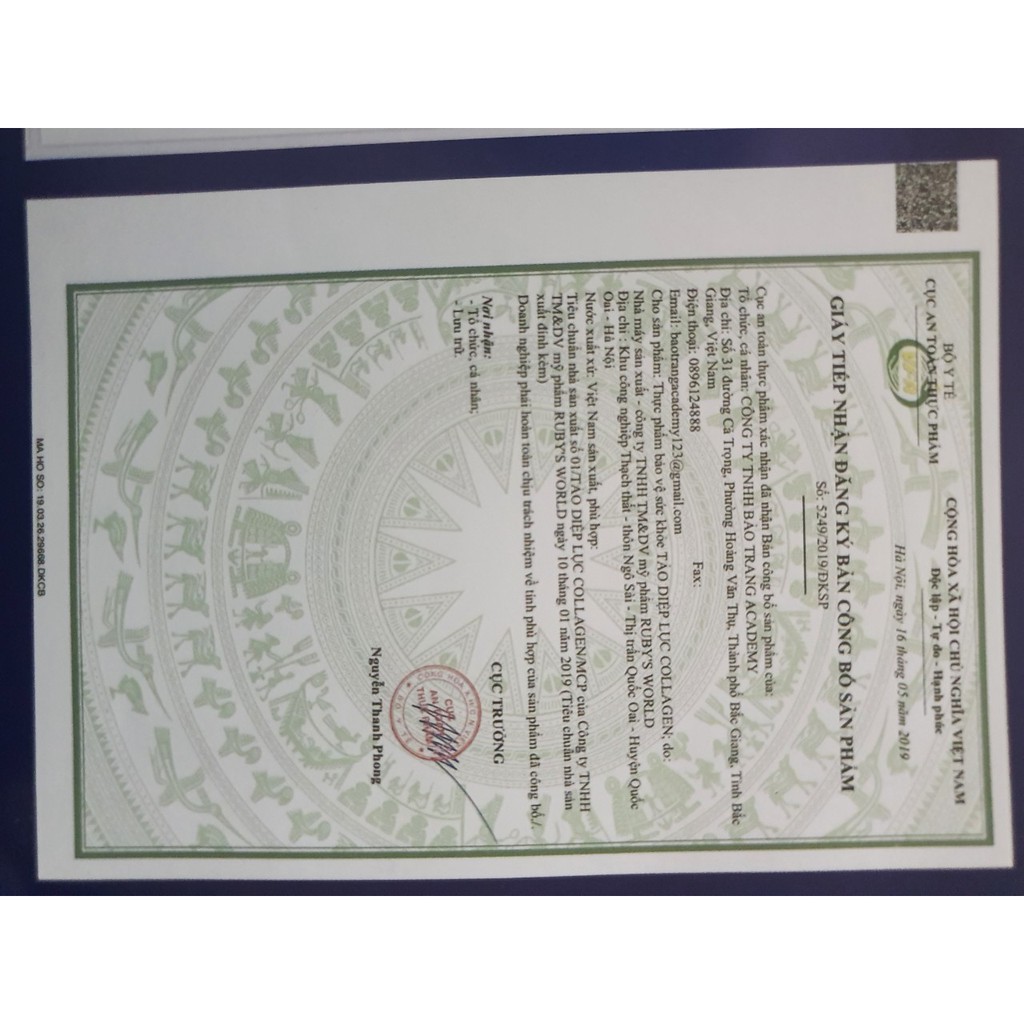 BỘ Y TẾ
CỤC AN TOÀN THỰC PHẨM
CỘNG HÒA XÃ HỘI CHỦ NGHĨA VIỆT NAM
Độc lập - Tự do - Hạnh phúc
Hà Nội, ngày 16 tháng 05 năm 2019
GIẤY TIẾP NHẬN ĐĂNG KÝ BẢN CÔNG BỐ SẢN PHẨM
Số: 5249/2019/ĐKSP
Cục an toàn thực phẩm xác nhận đã nhận Bản công bố sản phẩm của:
Tổ chức, cá nhân: CÔNG TY TNHH BẢO TRANG ACADEMY
Địa chỉ: Số 31 đường Cả Trọng, Phường Hoàng Văn Thụ, Thành phố Bắc Giang, Tỉnh Bắc
Giang, Việt Nam
Điện thoại: 0896124888 Fax:
Email: baotrangacademy123@gmail.com
Cho sản phẩm: Thực phẩm bảo vệ sức khỏe TẢO DIỆP LỤC COLLAGEN; do:
Nhà máy sản xuất - công ty TNHH TM&DV mỹ phẩm RUBY'S WORLD
Địa chỉ : Khu công nghiệp Thạch thất - thôn Ngô Sài - Thị trấn Quốc Oai - Huyện Quốc
Oai - Hà Nội
Nước xuất xứ: Việt Nam sản xuất, phù hợp:
Tiêu chuẩn nhà sản xuất số 01/TẢO DIỆP LỤC COLLAGEN/MCP của Công ty TNHH
TM&DV mỹ phẩm RUBY'S WORLD ngày 10 tháng 01 năm 2019 (Tiêu chuẩn nhà sản
xuất đính kèm)
Doanh nghiệp phải hoàn toàn chịu trách nhiệm về tính phù hợp của sản phẩm đã công bố./.
Nơi nhận:
- Tổ chức, cá nhân;
- Lưu trữ.
CỤC TRƯỞNG
Nguyễn Thanh Phong
MA HO SO: 19.03.26.29668.DKCB